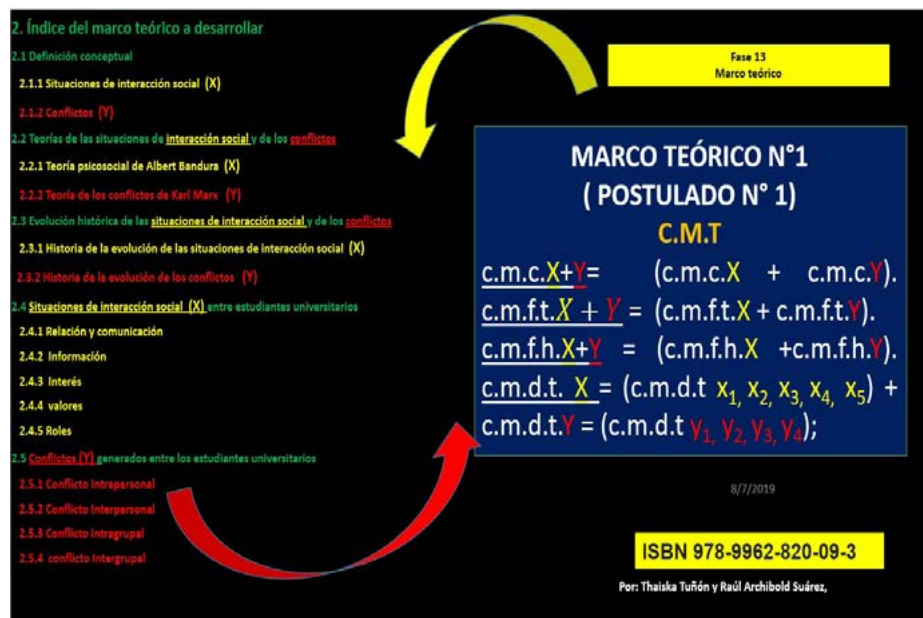 2. Índice del marco teórico a desarrollar
2.1 Definición conceptual
2.1.1 Situaciones de interacción social (X)
2.1.2 Conflictos (Y)
2.2 Teorías de las situaciones de interacción social y de los conflictos
2.2.1 Teoría psicosocial de Albert Bandura (X)
2.2.2 Teoría de los conflictos de Karl Marx (Y)
2.3 Evolución histórica de las situaciones de interacción social y de los conflictos
2.3.1 Historia de la evolución de las situaciones de interacción social (X)
2.3.2 Historia de la evolución de los conflictos (Y)
2.4 Situaciones de interacción social (X) entre estudiantes universitarios
2.4.1 Relación y comunicación
2.4.2 Información
2.4.3 Interés
2.4.4 valores
2.4.5 Roles
2.5 Conflictos (Y) generados entre los estudiantes universitarios
2.5.1 Conflicto Intrapersonal
2.5.2 Conflicto Interpersonal
2.5.3 Conflicto Intragrupal
2.5.4 conflicto Intergrupal
Fase 13
Marco teórico
MARCO TEÓRICO N°1
( POSTULADO N° 1)
C.M.T
c.m.c.X+Y= (c.m.c.X + c.m.c.Y).
c.m.f.t.X + Y = (c.m.f.t.X + c.m.f.t.Y).
c.m.f.h.X+Y = (c.m.f.h.X +c.m.f.h.Y).
c.m.d.t. X = (c.m.d.t x1, x2, x3, x4, x5) +
c.m.d.t.Y = (c.m.d.t y1, y2, y3, y4);
8/7/2019
ISBN 978-9962-820-09-3
Por: Thaiska Tuñón y Raúl Archibold Suárez,